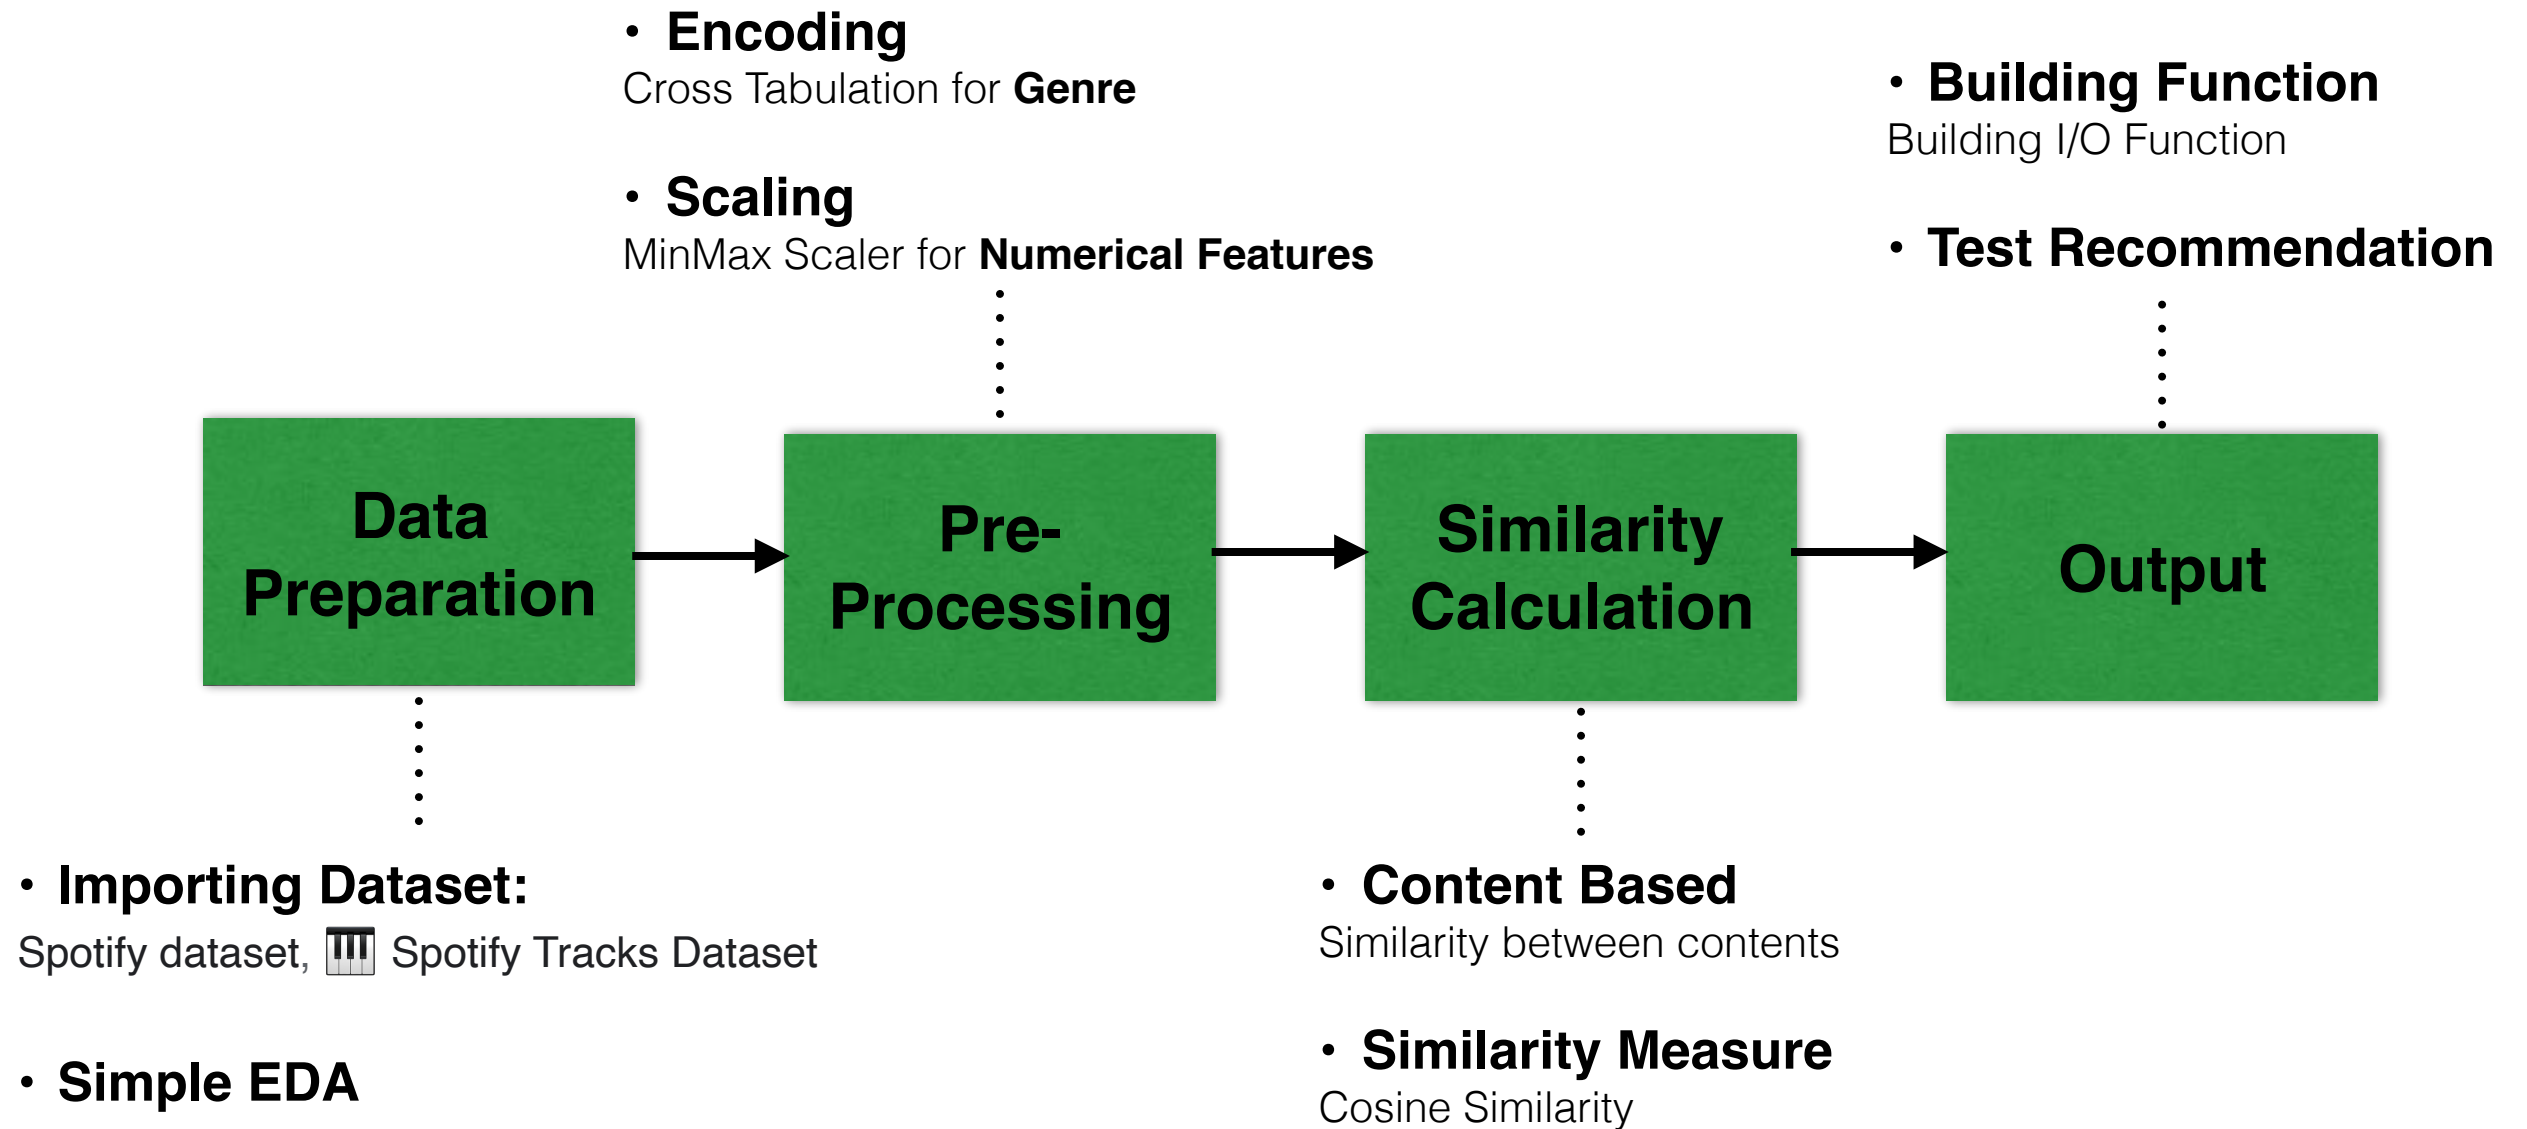 • Encoding
Cross Tabulation for Genre
• Scaling
MinMax Scaler for Numerical Features
• Building Function
Building I/O Function
• Test Recommendation
Data
Preparation
Pre-
Processing
Similarity
Calculation
Output
• Importing Dataset:
Spotify dataset, 🎹 Spotify Tracks Dataset
• Simple EDA
• Content Based
Similarity between contents
• Similarity Measure
Cosine Similarity